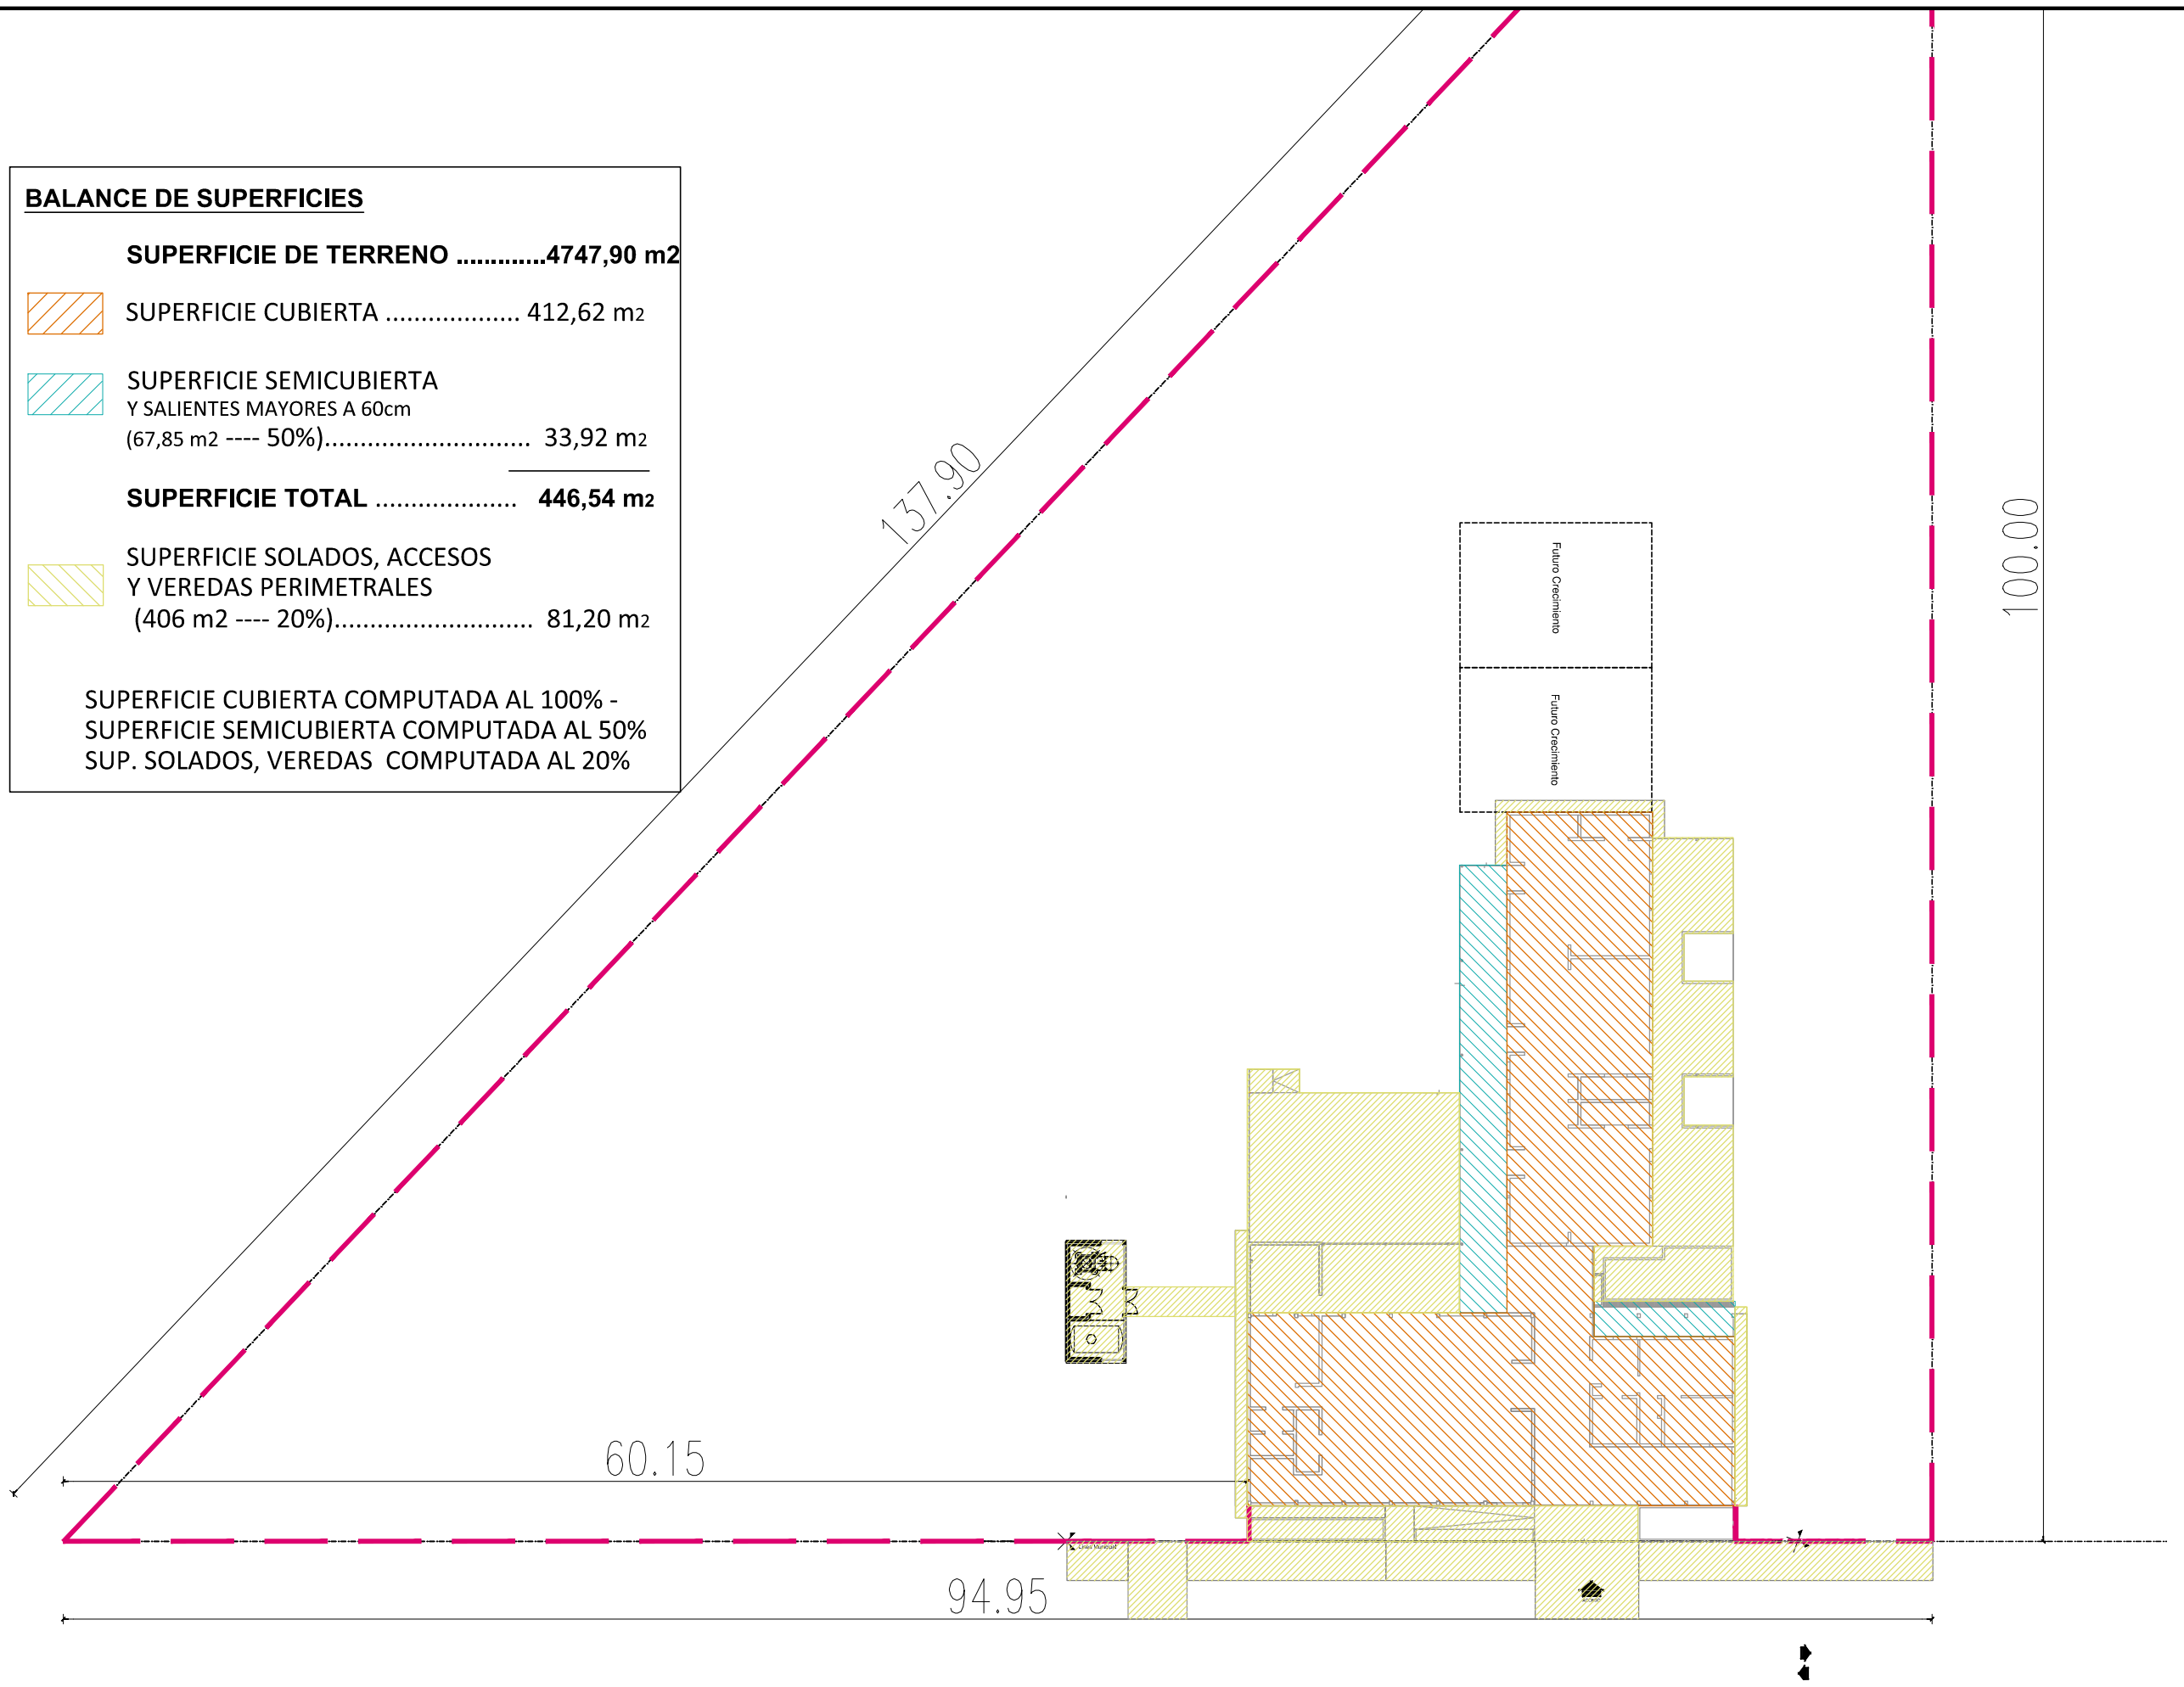 BALANCE DE SUPERFICIES
SUPERFICIE DE TERRENO .............4747,90 m2
SUPERFICIE CUBIERTA ................... 412,62 m2
SUPERFICIE SEMICUBIERTA
Y SALIENTES MAYORES A 60cm
(67,85 m2 ---- 50%)............................. 33,92 m2
SUPERFICIE TOTAL .................... 446,54 m2
SUPERFICIE SOLADOS, ACCESOS
Y VEREDAS PERIMETRALES
(406 m2 ---- 20%)............................ 81,20 m2
SUPERFICIE CUBIERTA COMPUTADA AL 100% -
SUPERFICIE SEMICUBIERTA COMPUTADA AL 50%
SUP. SOLADOS, VEREDAS COMPUTADA AL 20%
137.90
100.00
Futuro Crecimiento
Futuro Crecimiento
60.15
94.95